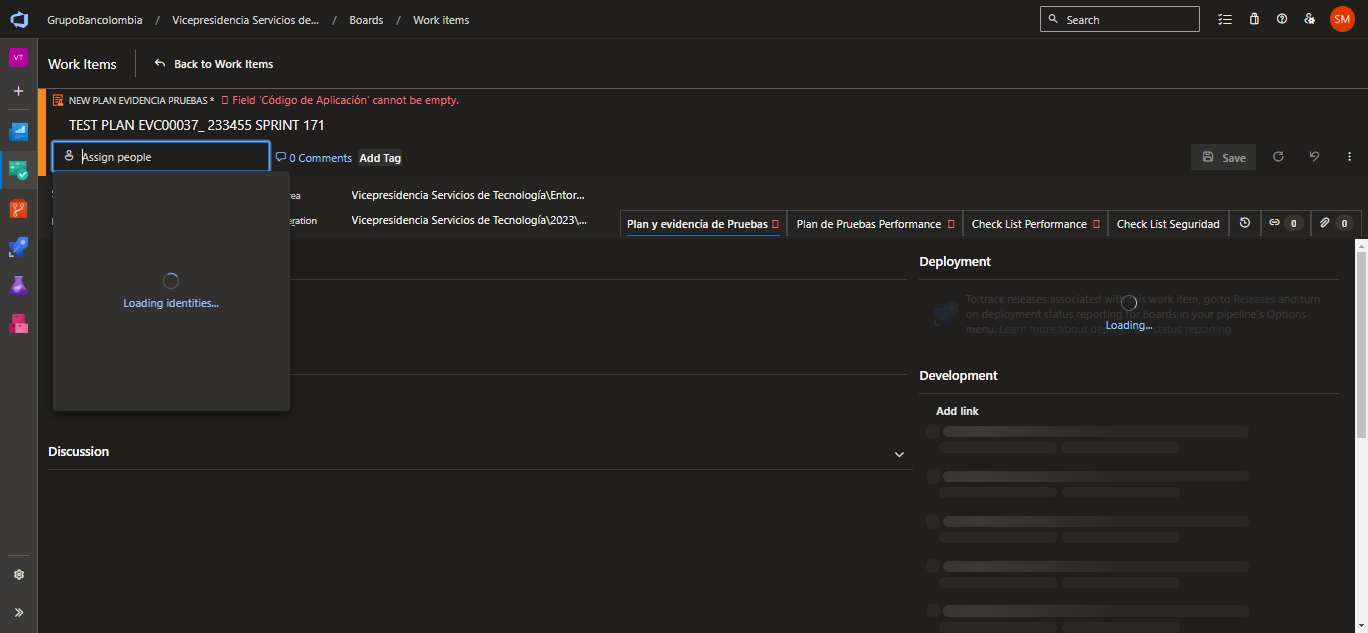 GrupoBancolombia / Vicepresidencia Servicios de... / Boards / Work items
Search
SM
VT
Work Items
Back to Work Items
NEW PLAN EVIDENCIA PRUEBAS * Field 'Código de Aplicación' cannot be empty.
TEST PLAN EVC00037_ 233455 SPRINT 171
Assign people
0 Comments
Add Tag
Save
Vicepresidencia Servicios de Tecnología\Entor...
Vicepresidencia Servicios de Tecnología\2023\...
Plan y evidencia de Pruebas
Plan de Pruebas Performance
Check List Performance
Check List Seguridad
0
0
Loading identities...
Deployment
To track releases associated with this work item, go to Releases and turn
on deployment status reporting for Boards in your pipeline's Options
menu. Learn more about deployment status reporting
Loading...
Development
Add link
Discussion